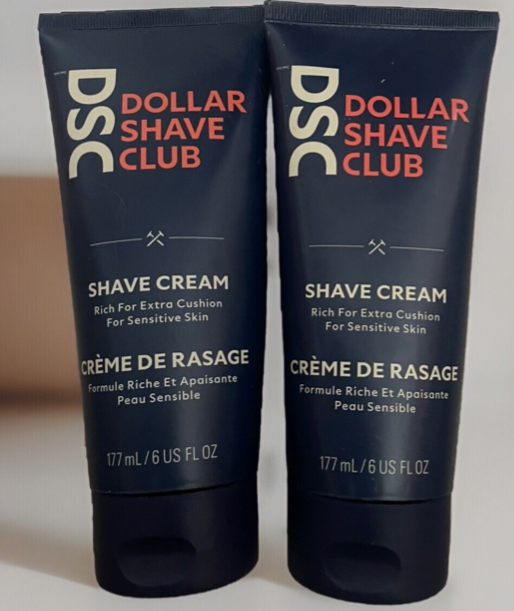 DSC
DOLLAR
SHAVE
CLUB
SHAVE CREAM
Rich For Extra Cushion
For Sensitive Skin
CRÈME DE RASAGE
Formule Riche Et Apaisante
Peau Sensible
177 mL / 6 US FL OZ
DSC
DOLLAR
SHAVE
CLUB
SHAVE CREAM
Rich For Extra Cushion
For Sensitive Skin
CRÈME DE RASAGE
Formule Riche Et Apaisante
Peau Sensible
177 mL / 6 US FL OZ